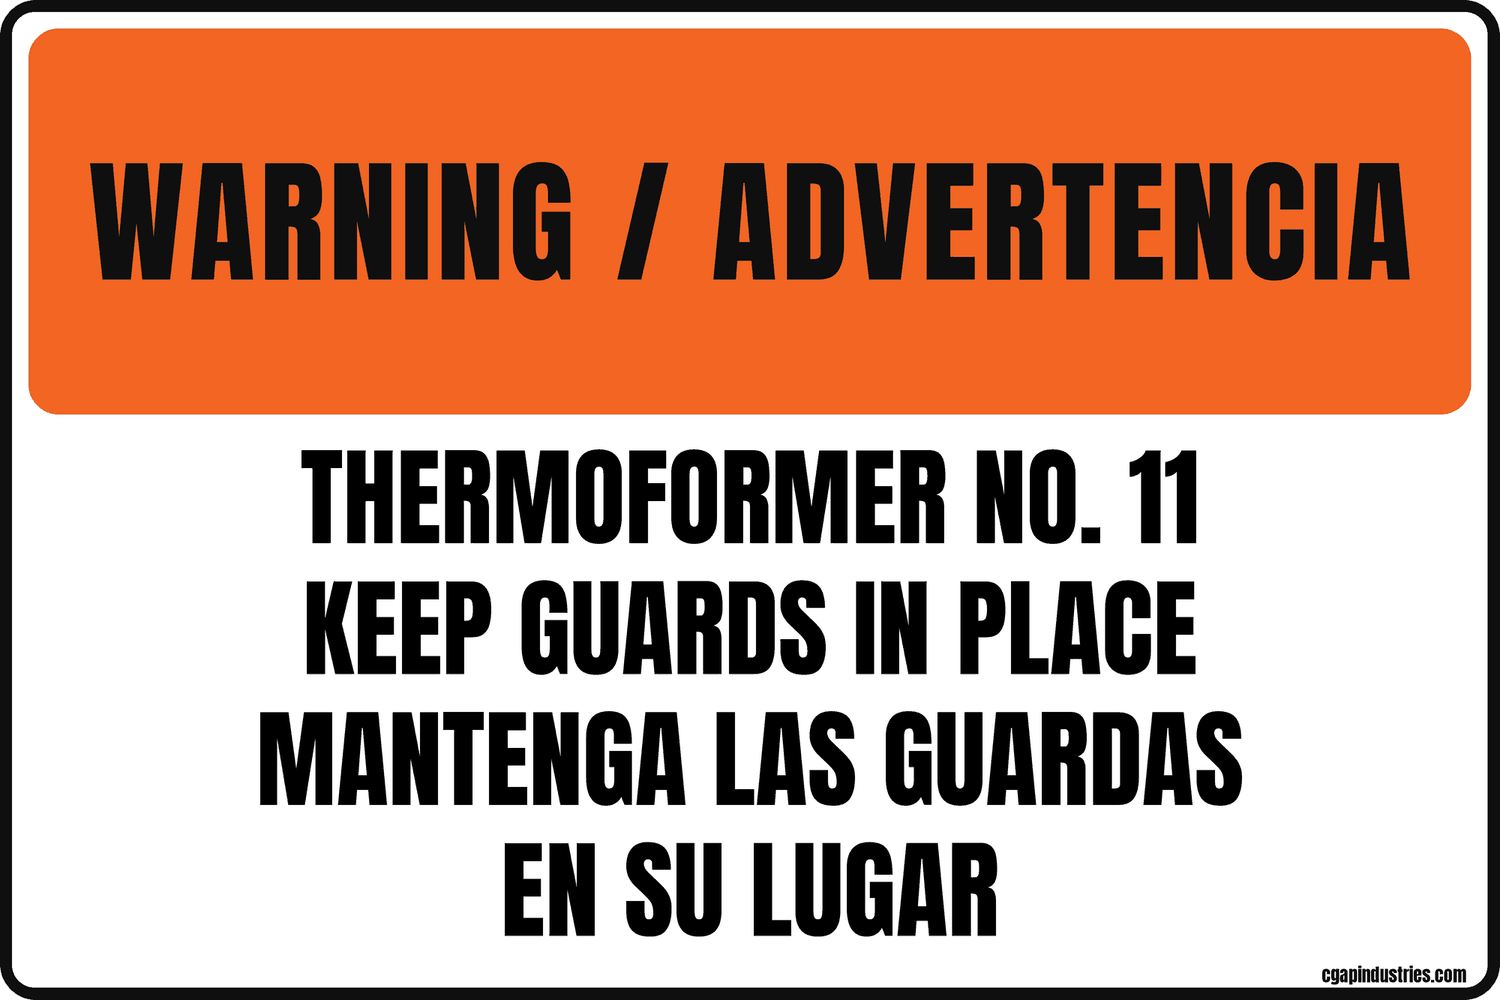 WARNING / ADVERTENCIA
THERMOFORMER NO. 11
KEEP GUARDS IN PLACE
MANTENGA LAS GUARDAS
EN SU LUGAR
cgapindustries.com